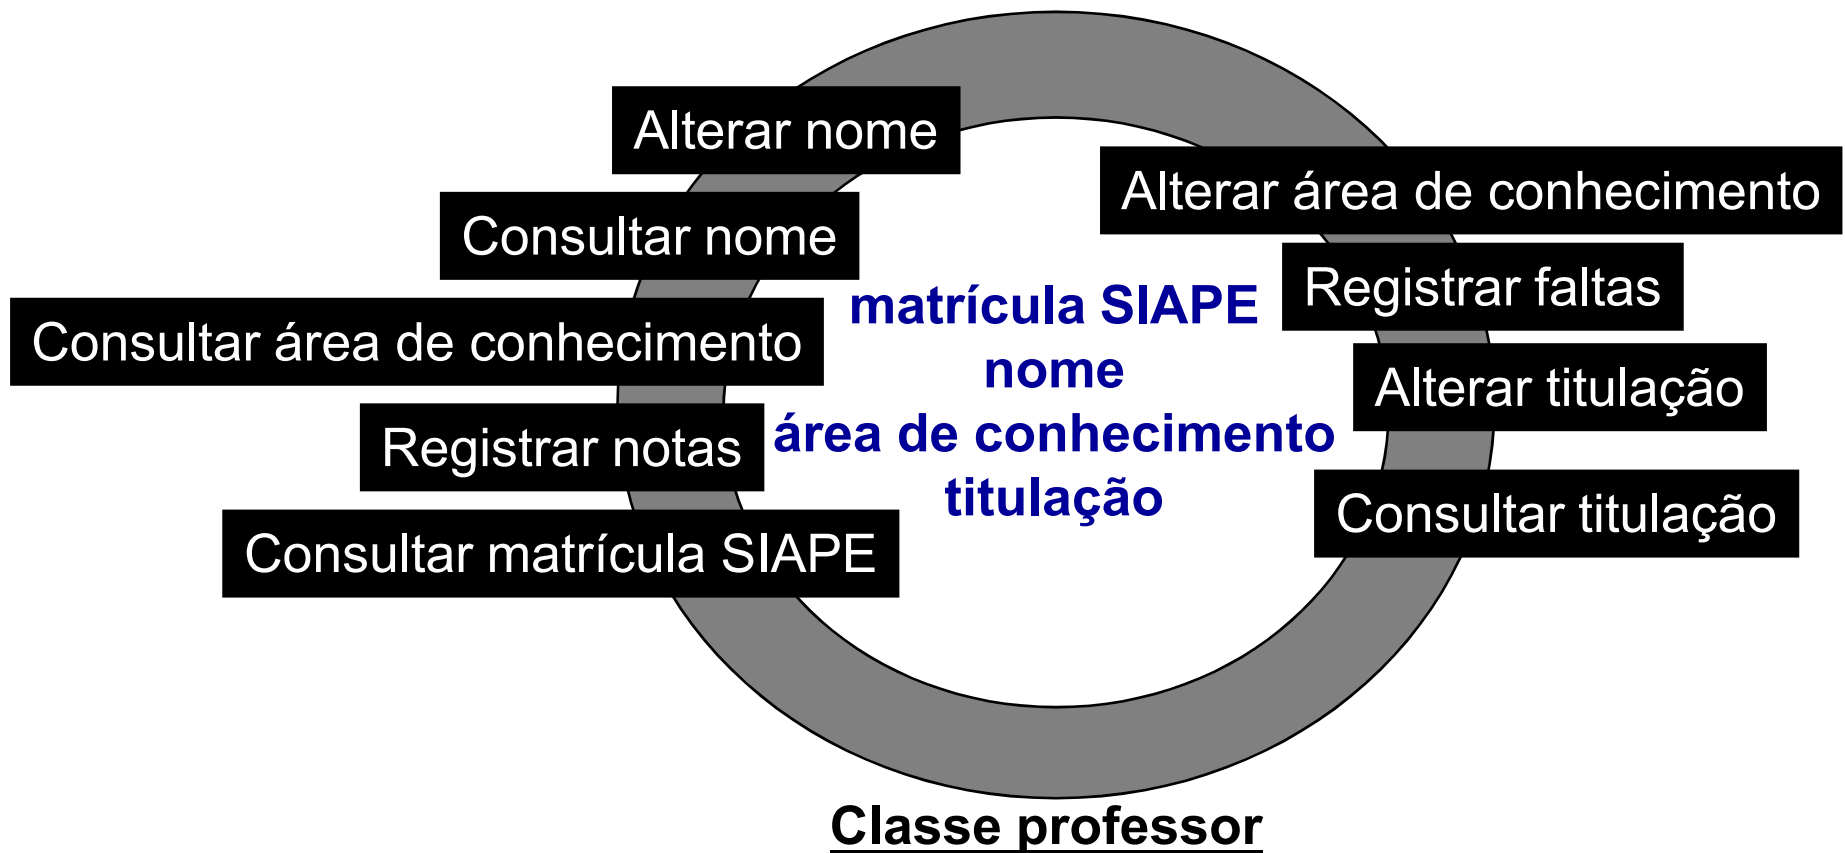 Alterar nome
Consultar nome
Consultar área de conhecimento
Registrar notas
Consultar matrícula SIAPE
matrícula SIAPE
nome
área de conhecimento
titulação
Alterar área de conhecimento
Registrar faltas
Alterar titulação
Consultar titulação
Classe professor